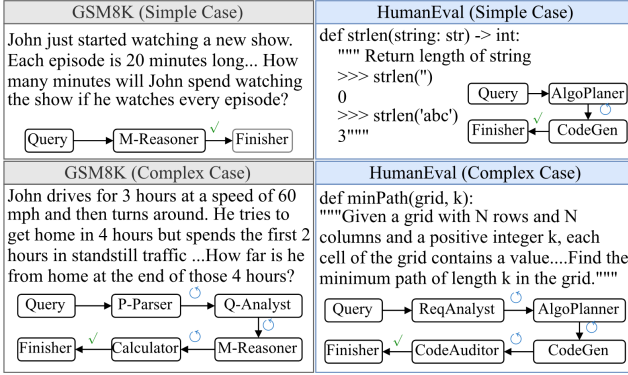 GSM8K (Simple Case)
John just started watching a new show.
Each episode is 20 minutes long... How
many minutes will John spend watching
the show if he watches every episode?
Query
M-Reasoner
✓
Finisher
HumanEval (Simple Case)
def strlen(string: str) -> int:
""" Return length of string
>>> strlen('')
0
>>> strlen('abc')
3"""
Query
AlgoPlaner
Finisher
✓
CodeGen
GSM8K (Complex Case)
John drives for 3 hours at a speed of 60
mph and then turns around. He tries to
get home in 4 hours but spends the first 2
hours in standstill traffic ...How far is he
from home at the end of those 4 hours?
Query
P-Parser
Q-Analyst
Finisher
✓
Calculator
M-Reasoner
HumanEval (Complex Case)
def minPath(grid, k):
"""Given a grid with N rows and N
columns and a positive integer k, each
cell of the grid contains a value....Find the
minimum path of length k in the grid."""
Query
ReqAnalyst
AlgoPlanner
Finisher
✓
CodeAuditor
CodeGen